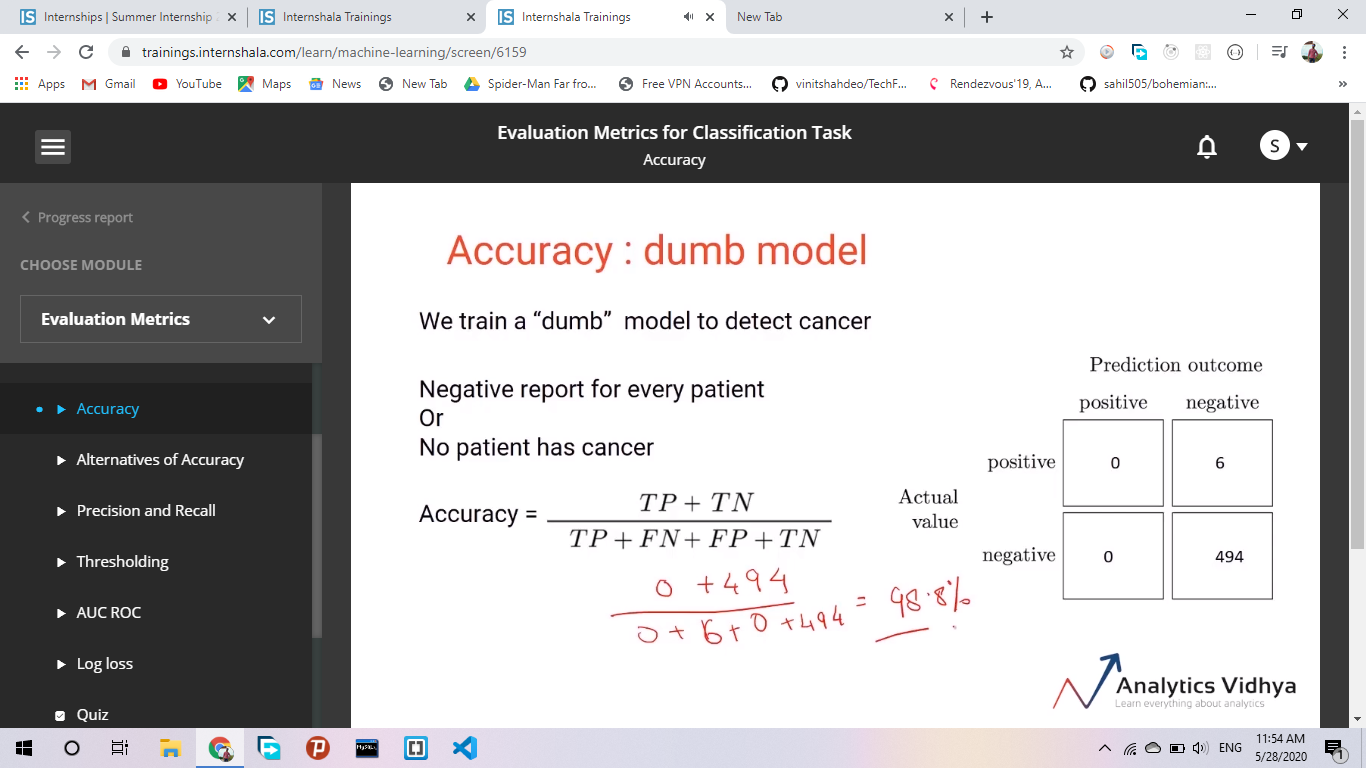 Internships | Summer Internship
Internshala Trainings
Internshala Trainings
New Tab
trainings.internshala.com/learn/machine-learning/screen/6159
Apps
Gmail
YouTube
Maps
News
New Tab
Spider-Man Far fro...
Free VPN Accounts...
vinitshahdeo/TechF...
Rendezvous'19, A...
sahil505/bohemian:...
»
Evaluation Metrics for Classification Task
Accuracy
S
Progress report
CHOOSE MODULE
Evaluation Metrics
Accuracy
Alternatives of Accuracy
Precision and Recall
Thresholding
AUC ROC
Log loss
Quiz
Accuracy : dumb model
We train a “dumb” model to detect cancer
Negative report for every patient
Or
No patient has cancer
Accuracy =
TP + TN
TP + FN + FP + TN
0 + 494
0 + 6 + 0 + 494
= 98.8%
Prediction outcome
positive negative
positive 0 6
Actual
value
negative 0 494
Analytics Vidhya
Learn everything about analytics
ENG
11:54 AM
5/28/2020
1